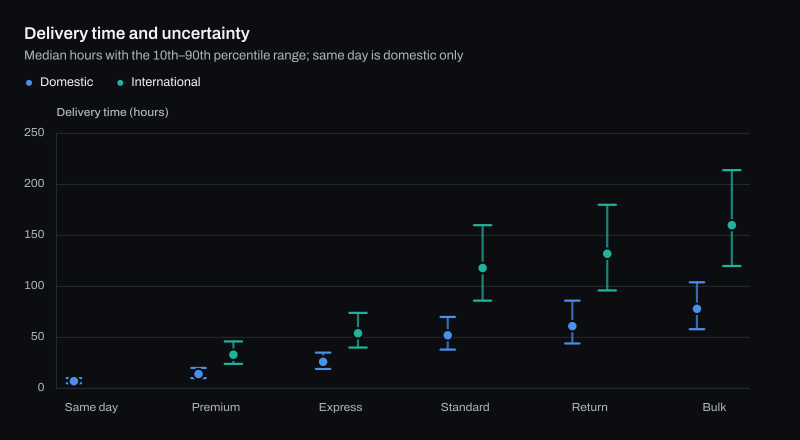 Delivery time and uncertainty
Median hours with the 10th–90th percentile range; same day is domestic only
Domestic International
Delivery time (hours)
250
200
150
100
50
0
Same day Premium Express Standard Return Bulk